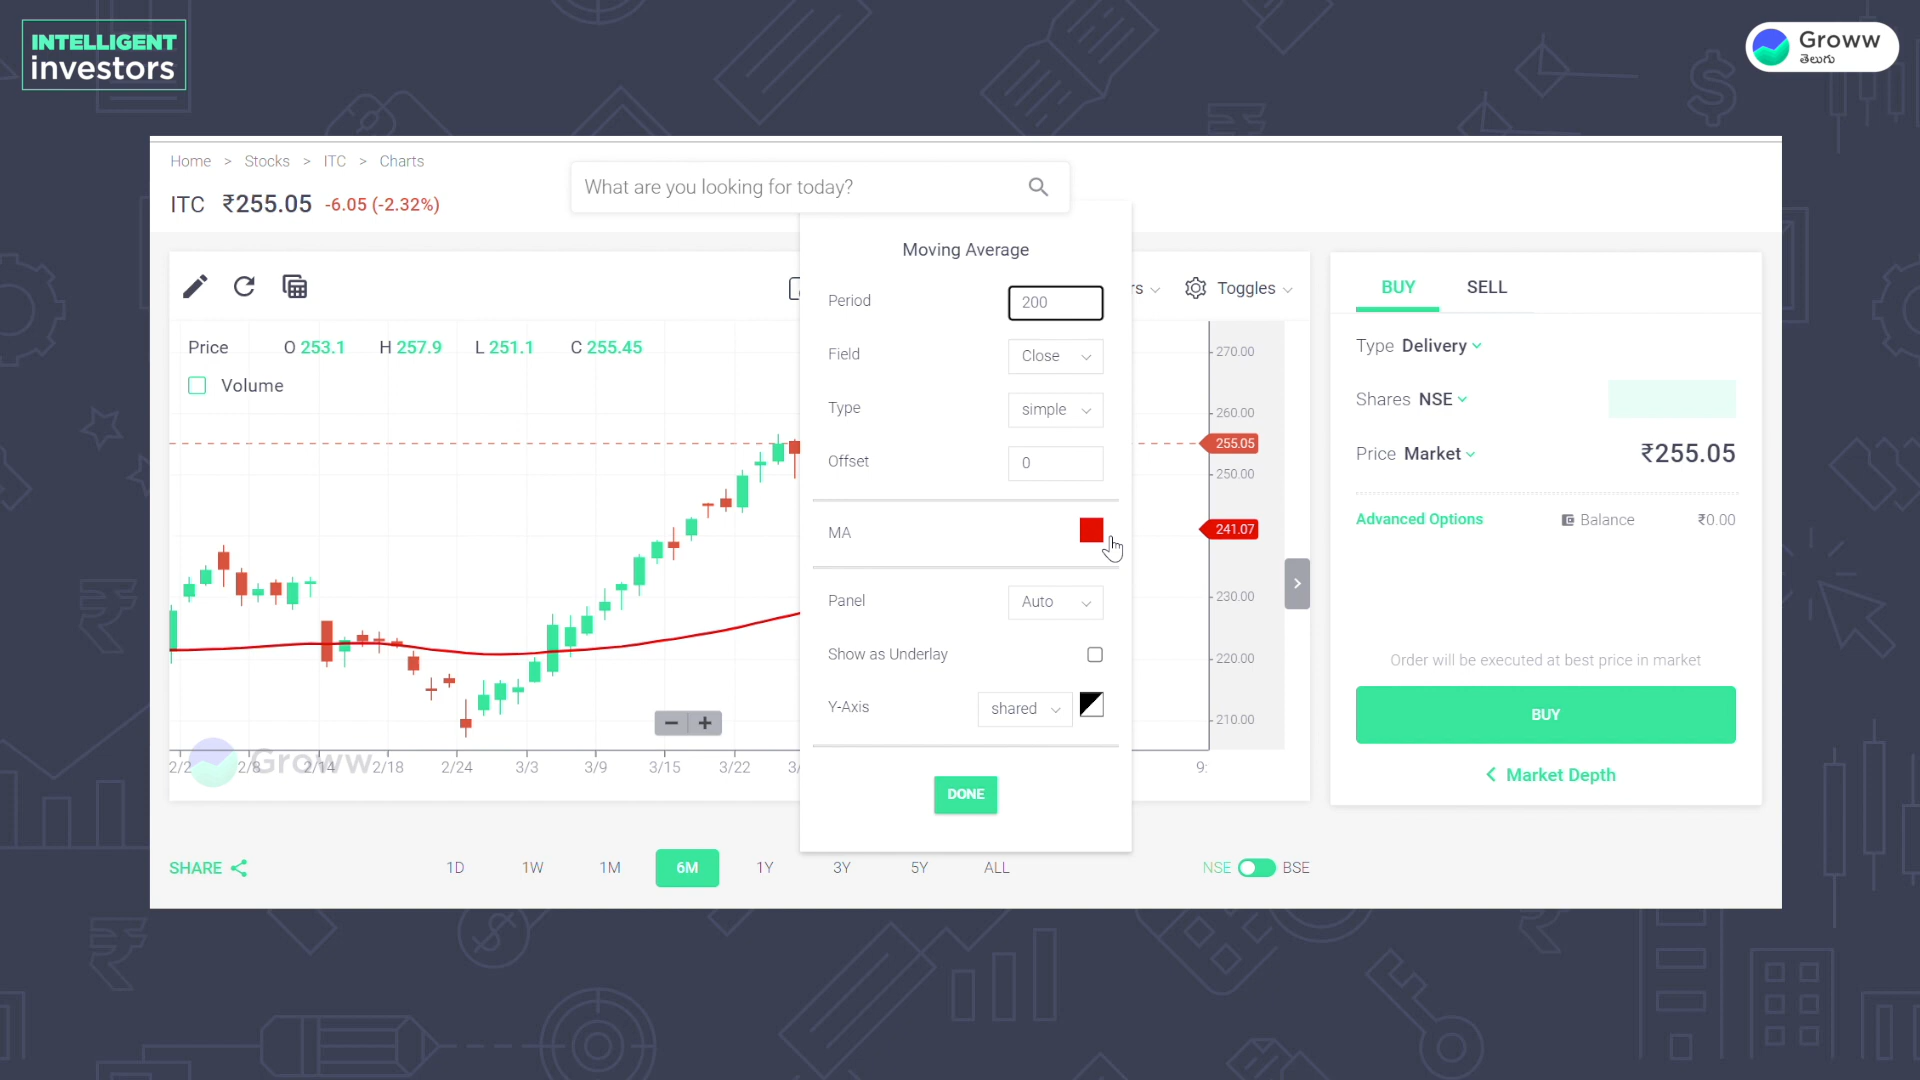 INTELLIGENT
investors
Groww
తెలుగు
Home > Stocks > ITC > Charts
What are you looking for today?
ITC ₹255.05 -6.05 (-2.32%)
Moving Average
Toggles
BUY SELL
Period 200
Price O 253.1 H 257.9 L 251.1 C 255.45
Volume
Field Close
Type simple
Offset 0
MA
Panel Auto
Show as Underlay
Y-Axis shared
DONE
270.00
260.00
255.05
250.00
241.07
230.00
220.00
210.00
Type Delivery
Shares NSE
Price Market ₹255.05
Advanced Options Balance ₹0.00
Order will be executed at best price in market
BUY
Market Depth
Groww
2/2 2/8 2/14 2/18 2/24 3/3 3/9 3/15 3/22 3/ 9:
SHARE 1D 1W 1M 6M 1Y 3Y 5Y ALL NSE BSE